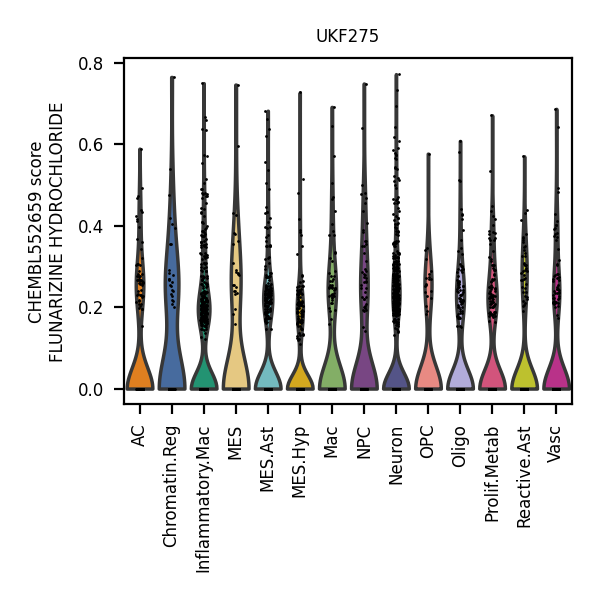 UKF275
CHEMBL552659 score
FLUNARIZINE HYDROCHLORIDE
0.8
0.6
0.4
0.2
0.0
AC
Chromatin.Reg
Inflammatory.Mac
MES
MES.Ast
MES.Hyp
Mac
NPC
Neuron
OPC
Oligo
Prolif.Metab
Reactive.Ast
Vasc